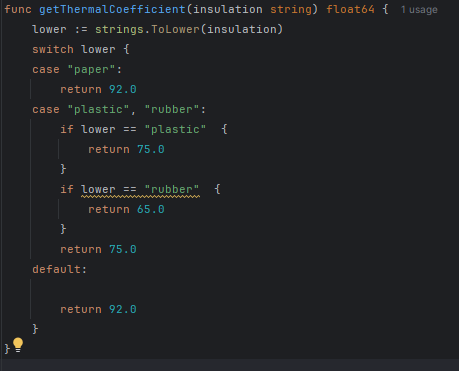 func getThermalCoefficient(insulation string) float64 {  1 usage
    lower := strings.ToLower(insulation)
    switch lower {
    case "paper":
        return 92.0
    case "plastic", "rubber":
        if lower == "plastic"  {
            return 75.0
        }
        if lower == "rubber"  {
            return 65.0
        }
        return 75.0
    default:

        return 92.0
    }
}